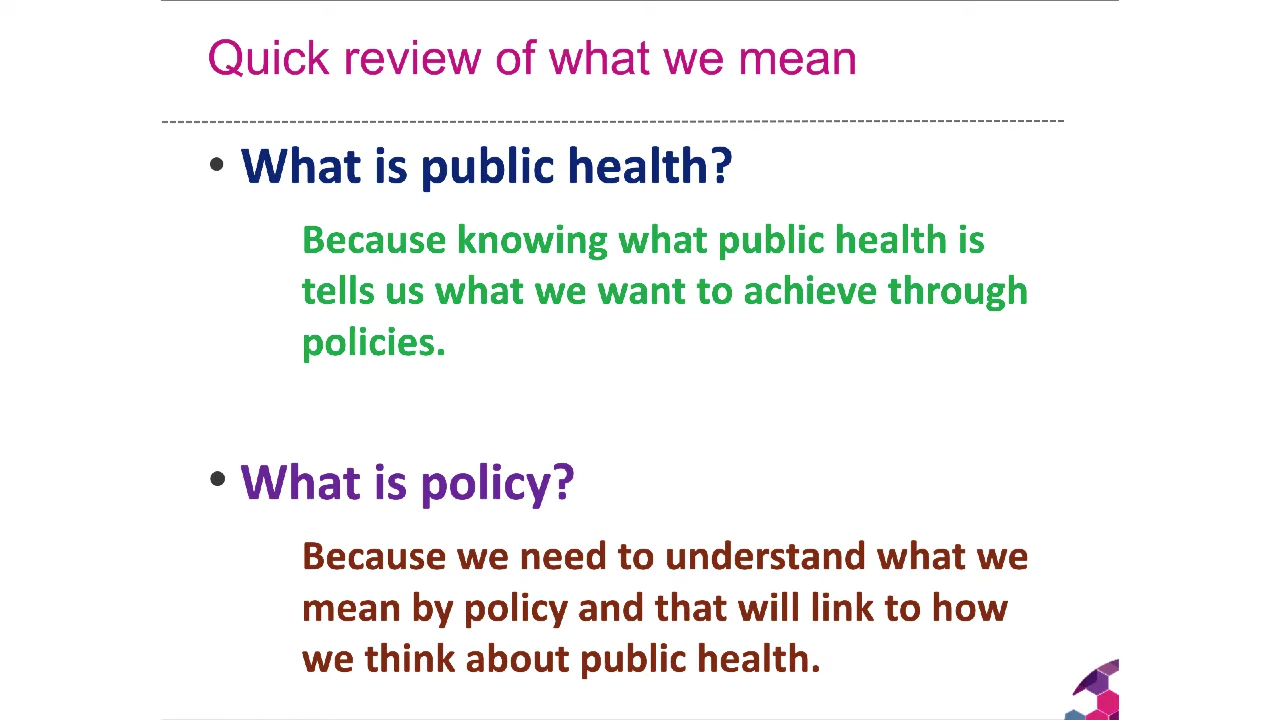 Quick review of what we mean
• What is public health?
Because knowing what public health is
tells us what we want to achieve through
policies.
• What is policy?
Because we need to understand what we
mean by policy and that will link to how
we think about public health.